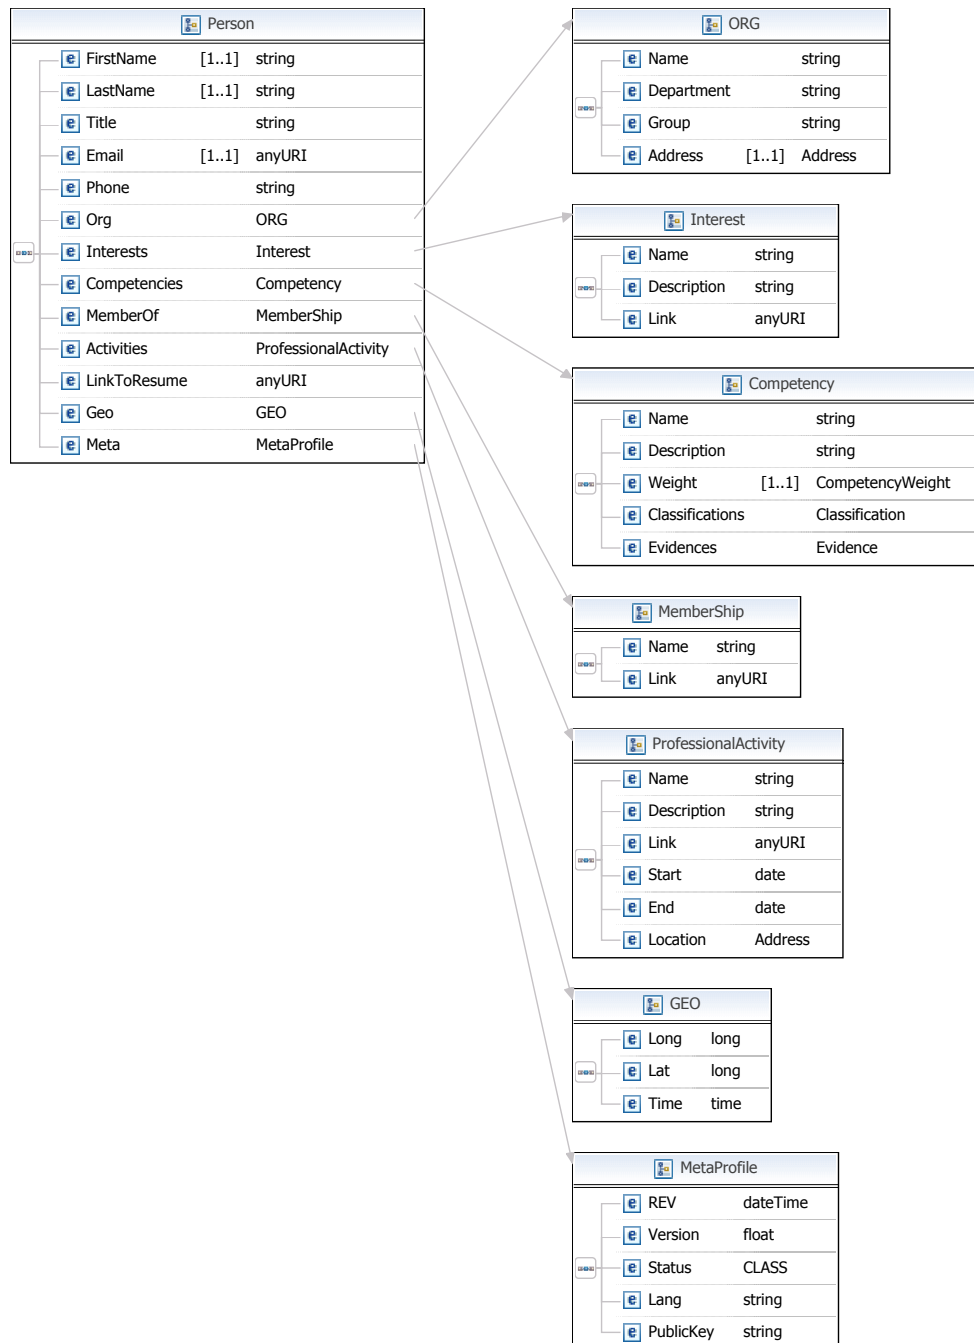 Person
FirstName [1..1] string
LastName [1..1] string
Title string
Email [1..1] anyURI
Phone string
Org ORG
Interests Interest
Competencies Competency
MemberOf MemberShip
Activities ProfessionalActivity
LinkToResume anyURI
Geo GEO
Meta MetaProfile
ORG
Name string
Department string
Group string
Address [1..1] Address
Interest
Name string
Description string
Link anyURI
Competency
Name string
Description string
Weight [1..1] CompetencyWeight
Classifications Classification
Evidences Evidence
MemberShip
Name string
Link anyURI
ProfessionalActivity
Name string
Description string
Link anyURI
Start date
End date
Location Address
GEO
Long long
Lat long
Time time
MetaProfile
REV dateTime
Version float
Status CLASS
Lang string
PublicKey string